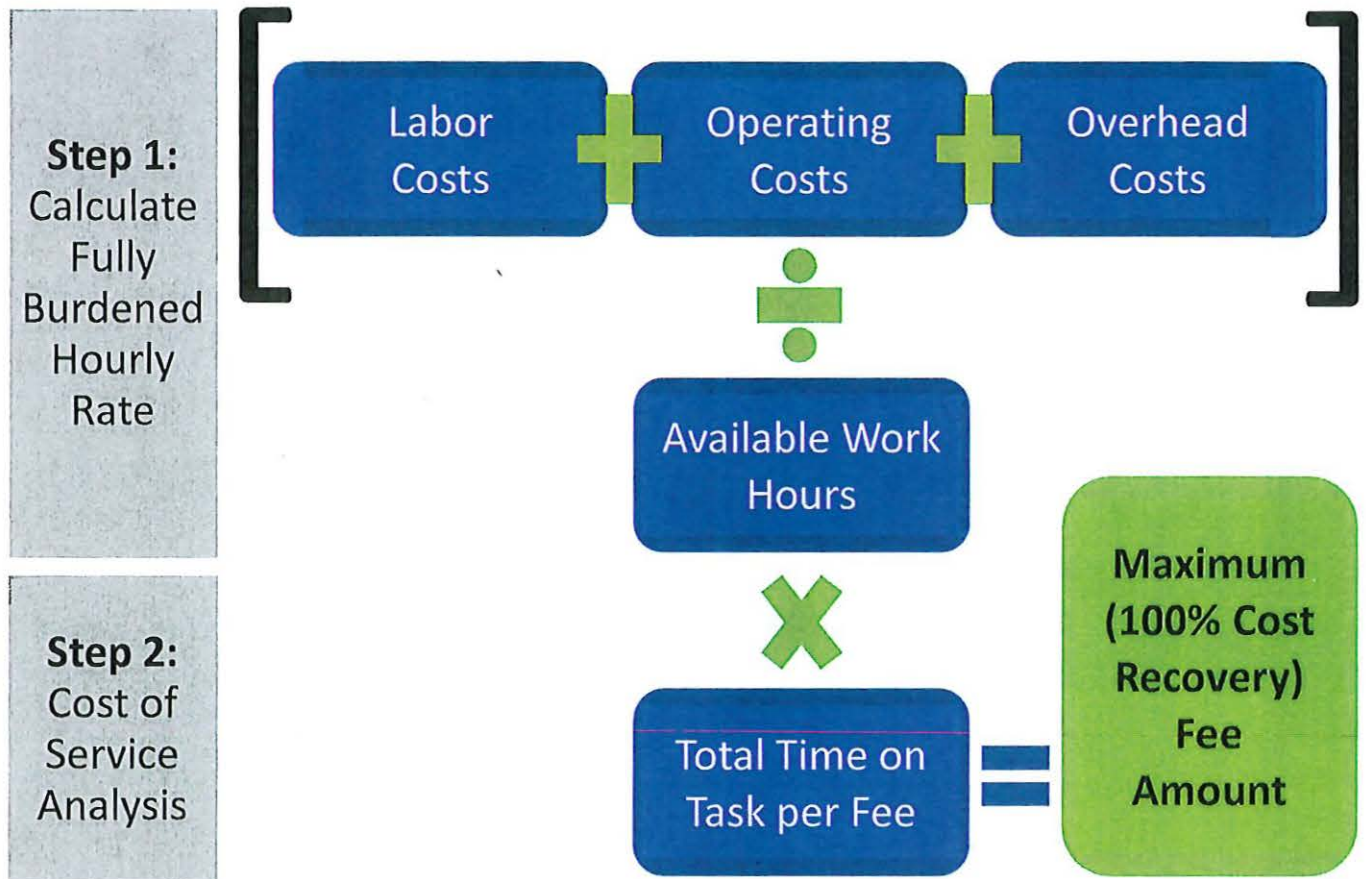 Step 1:
Calculate
Fully
Burdened
Hourly
Rate
Labor
Costs
Operating
Costs
Overhead
Costs
Available Work
Hours
Step 2:
Cost of
Service
Analysis
Total Time on
Task per Fee
Maximum
(100% Cost
Recovery)
Fee
Amount